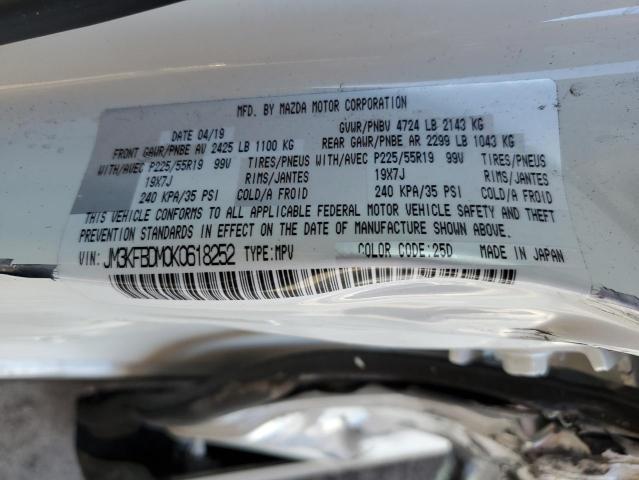 MFD. BY MAZDA MOTOR CORPORATION
DATE 04/19 GVWR/PNBV 4724 LB 2143 KG
FRONT GAWR/PNBE AV 2425 LB 1100 KG REAR GAWR/PNBE AR 2299 LB 1043 KG
WITH/AVEC P225/55R19 99V TIRES/PNEUS WITH/AVEC P225/55R19 99V TIRES/PNEUS
19X7J RIMS/JANTES 19X7J RIMS/JANTES
240 KPA/35 PSI COLD/A FROID 240 KPA/35 PSI COLD/A FROID
THIS VEHICLE CONFORMS TO ALL APPLICABLE FEDERAL MOTOR VEHICLE SAFETY AND THEFT
PREVENTION STANDARDS IN EFFECT ON THE DATE OF MANUFACTURE SHOWN ABOVE.
VIN: JM3KFBDM0K0618252 TYPE:MPV COLOR CODE:25D MADE IN JAPAN